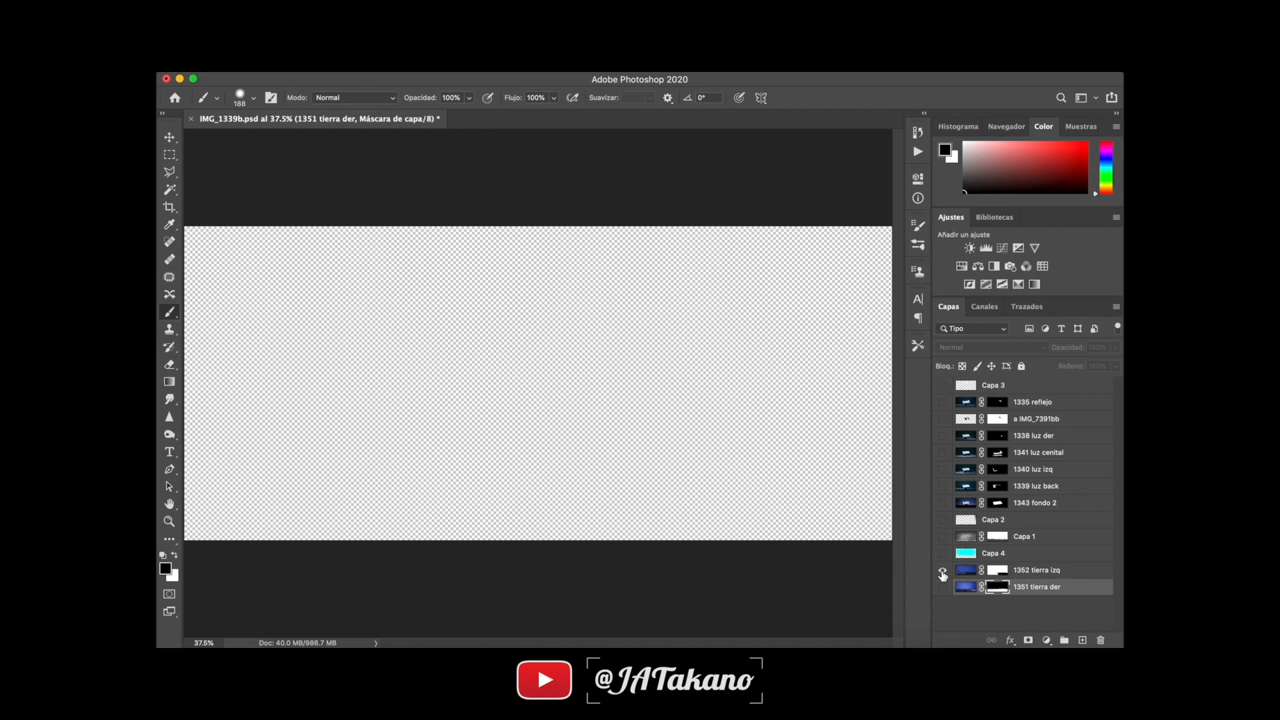 Adobe Photoshop 2020
188
Modo: Normal
Opacidad: 100%
Flujo: 100%
Suavizar:
0°
IMG_1339b.psd al 37.5% (1351 tierra der, Máscara de capa/8) *
Histograma
Navegador
Color
Muestras
Ajustes
Bibliotecas
Añadir un ajuste
Capas
Canales
Trazados
Tipo
Normal
Opacidad: 100%
Bloq.:
Relleno: 100%
Capa 3
1335 reflejo
a IMG_7391bb
1338 luz der
1341 luz cenital
1340 luz izq
1339 luz back
1343 fondo 2
Capa 2
Capa 1
Capa 4
1352 tierra izq
1351 tierra der
37.5%
Doc: 40.0 MB/986.7 MB
@JATakano